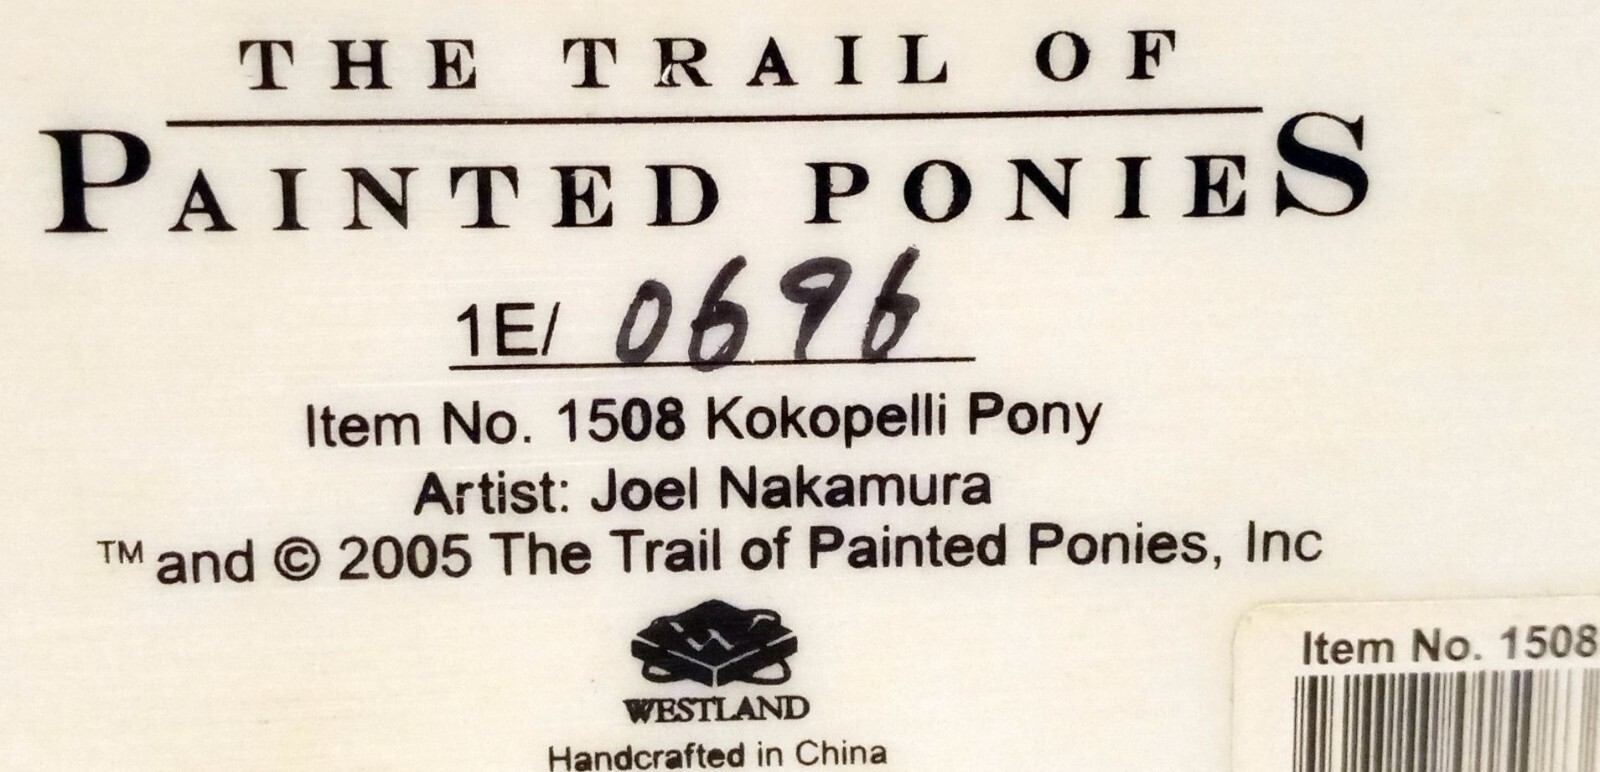 THE TRAIL OF
PAINTED PONIES
1E/ 0696
Item No. 1508 Kokopelli Pony
Artist: Joel Nakamura
™ and © 2005 The Trail of Painted Ponies, Inc
WESTLAND
Handcrafted in China
Item No. 1508